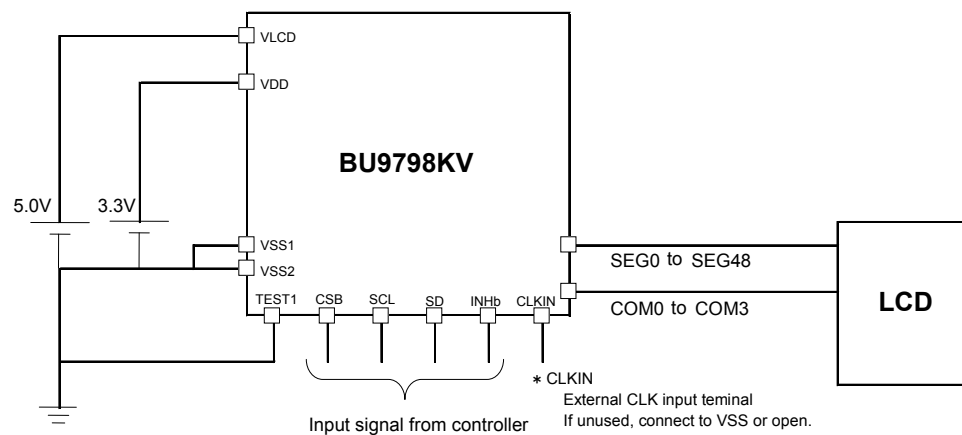 VLCD
VDD
BU9798KV
5.0V
3.3V
VSS1
VSS2
SEG0 to SEG48
TEST1
CSB
SCL
SD
INHb
CLKIN
COM0 to COM3
LCD
* CLKIN
External CLK input teminal
If unused, connect to VSS or open.
Input signal from controller